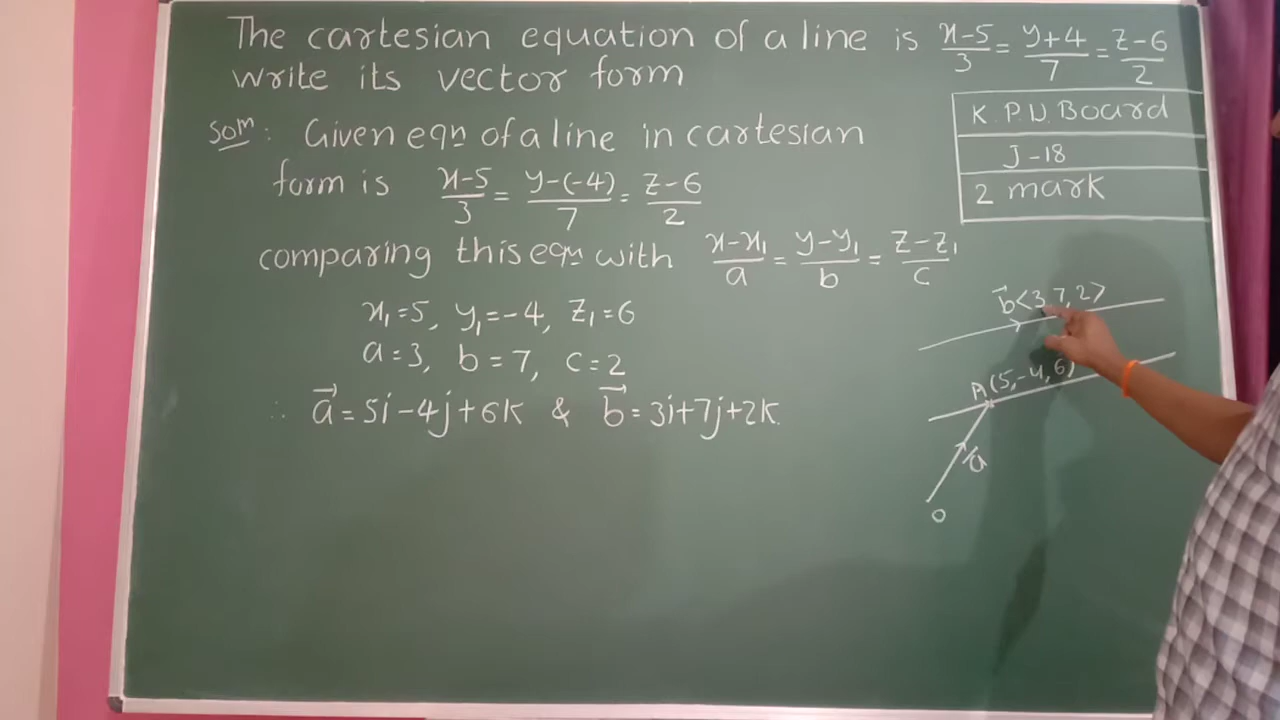 The cartesian equation of a line is x-5/3 = y+4/7 = z-6/2
write its vector form
K.P.U. Board
J-18
2 mark
Som: Given eqn of a line in cartesian
form is x-5/3 = y-(-4)/7 = z-6/2
comparing this eqn with x-x₁/a = y-y₁/b = z-z₁/c
x₁=5, y₁=-4, z₁=6
a=3, b=7, c=2
∴ a⃗ = 5i-4j+6k & b⃗ = 3i+7j+2k.
b⃗<3,7,2>
A(5,-4,6)
a⃗
O